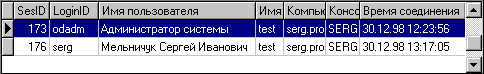 SesID LoginID Имя пользователя Имя Компьк Консо Время соединения
173 odadm Администратор системы test serg.pro SERG 30.12.98 12:23:56
176 serg Мельничук Сергей Иванович test serg.pro SERG 30.12.98 13:17:05